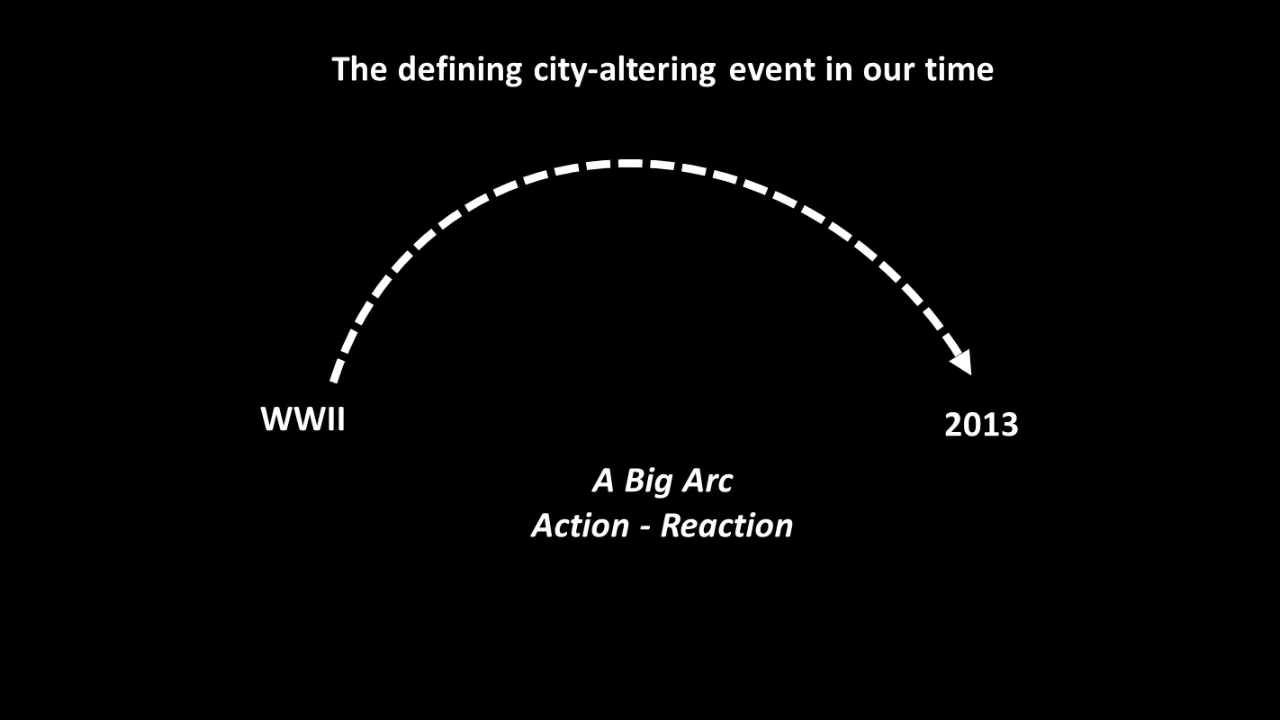 The defining city-altering event in our time
WWII
2013
A Big Arc
Action - Reaction